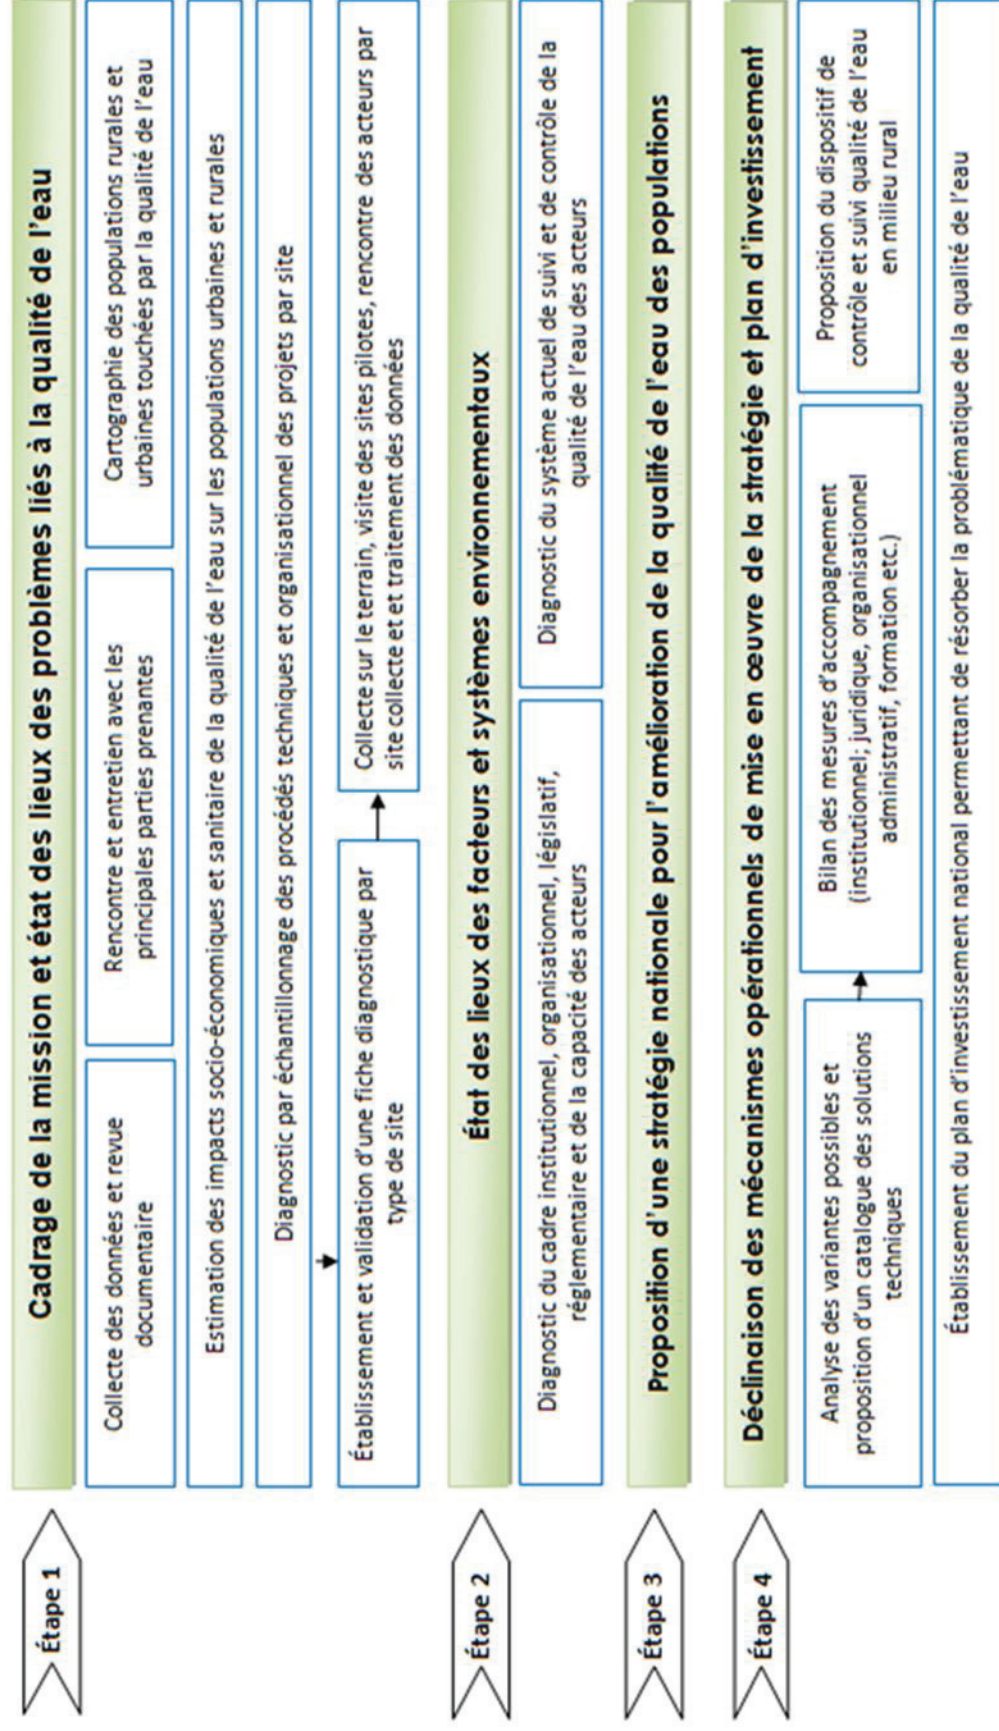 Étape 1
Cadrage de la mission et état des lieux des problèmes liés à la qualité de l'eau
Collecte des données et revue
documentaire
Rencontre et entretien avec les
principales parties prenantes
Cartographie des populations rurales et
urbaines touchées par la qualité de l'eau
Estimation des impacts socio-économiques et sanitaire de la qualité de l'eau sur les populations urbaines et rurales
Diagnostic par échantillonnage des procédés techniques et organisationnel des projets par site
Établissement et validation d'une fiche diagnostique par
type de site
Collecte sur le terrain, visite des sites pilotes, rencontre des acteurs par
site collecte et traitement des données
Étape 2
État des lieux des facteurs et systèmes environnementaux
Diagnostic du cadre institutionnel, organisationnel, législatif,
réglementaire et de la capacité des acteurs
Diagnostic du système actuel de suivi et de contrôle de la
qualité de l'eau des acteurs
Étape 3
Proposition d'une stratégie nationale pour l'amélioration de la qualité de l'eau des populations
Étape 4
Déclinaison des mécanismes opérationnels de mise en œuvre de la stratégie et plan d'investissement
Analyse des variantes possibles et
proposition d'un catalogue des solutions
techniques
Bilan des mesures d'accompagnement
(institutionnel; juridique, organisationnel
administratif, formation etc.)
Proposition du dispositif de
contrôle et suivi qualité de l'eau
en milieu rural
Établissement du plan d'investissement national permettant de résorber la problématique de la qualité de l'eau